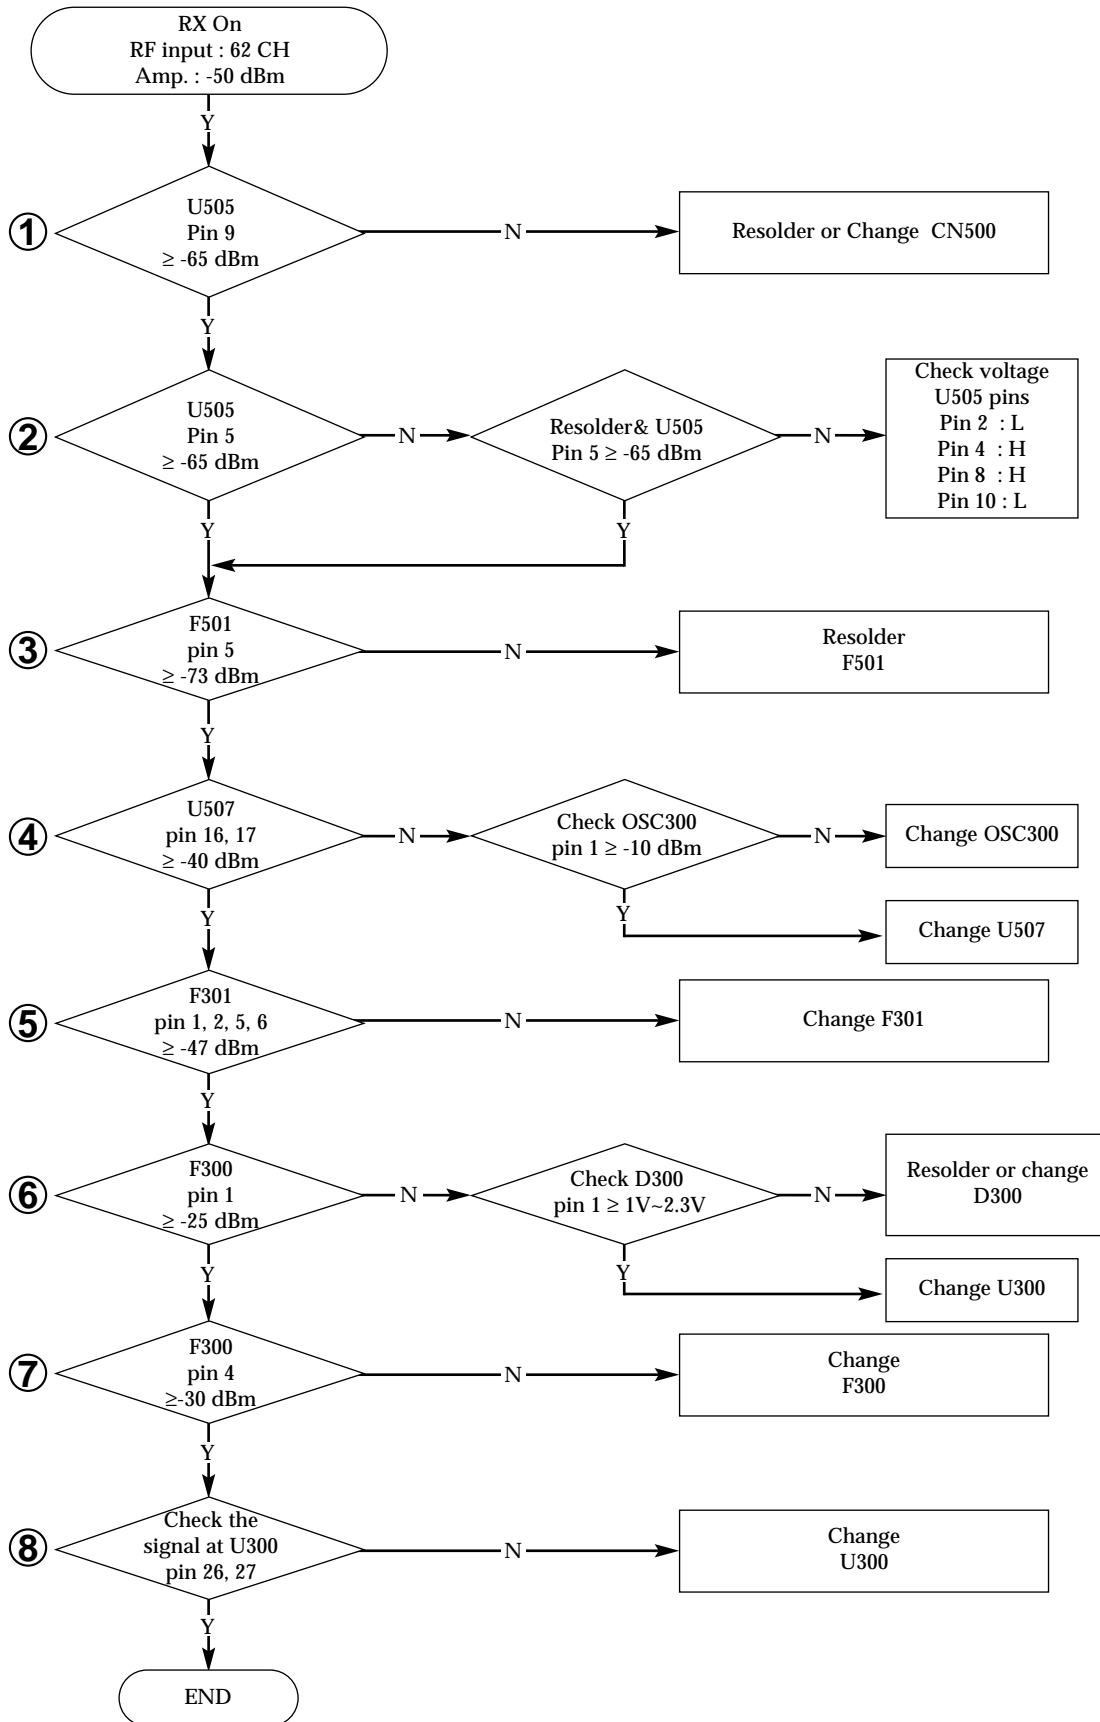 RX On
RF input : 62 CH
Amp. : -50 dBm
Y
1
U505
Pin 9
≥ -65 dBm
N
Resolder or Change CN500
Y
2
U505
Pin 5
≥ -65 dBm
N
Resolder& U505
Pin 5 ≥ -65 dBm
N
Check voltage
U505 pins
Pin 2 : L
Pin 4 : H
Pin 8 : H
Pin 10 : L
Y
Y
3
F501
pin 5
≥ -73 dBm
N
Resolder
F501
Y
4
U507
pin 16, 17
≥ -40 dBm
N
Check OSC300
pin 1 ≥ -10 dBm
N
Change OSC300
Y
Change U507
Y
5
F301
pin 1, 2, 5, 6
≥ -47 dBm
N
Change F301
Y
6
F300
pin 1
≥ -25 dBm
N
Check D300
pin 1 ≥ 1V~2.3V
N
Resolder or change
D300
Y
Change U300
Y
7
F300
pin 4
≥-30 dBm
N
Change
F300
Y
8
Check the
signal at U300
pin 26, 27
N
Change
U300
Y
END